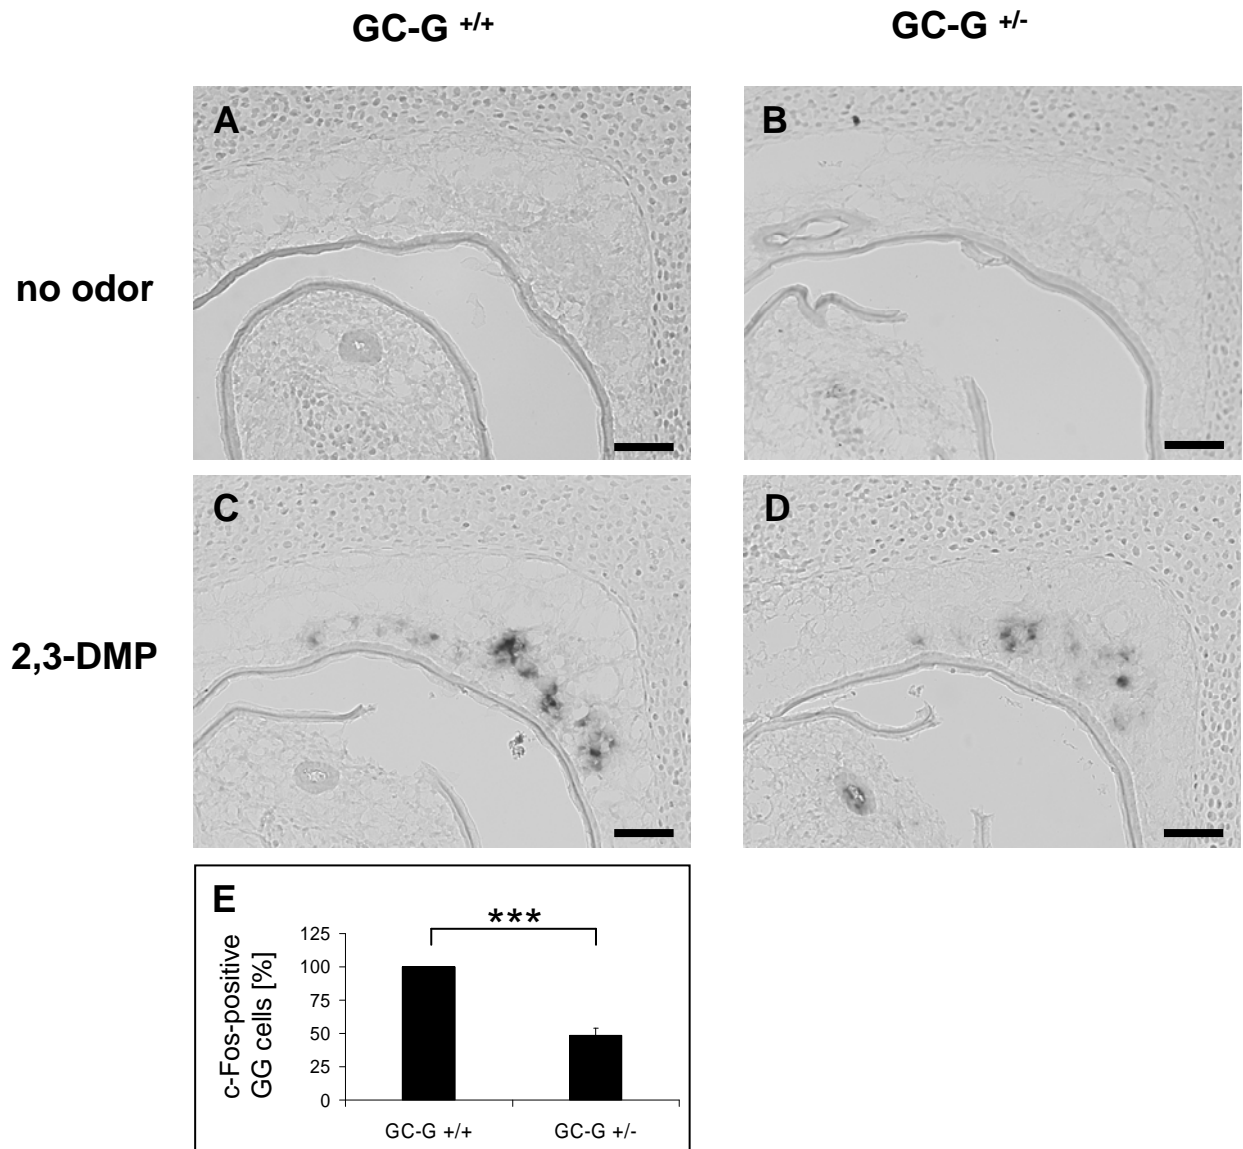 GC-G +/+
GC-G +/-
A
B
no odor
C
D
2,3-DMP
E
***
c-Fos-positive
GG cells [%]
125
100
75
50
25
0
GC-G +/+
GC-G +/-